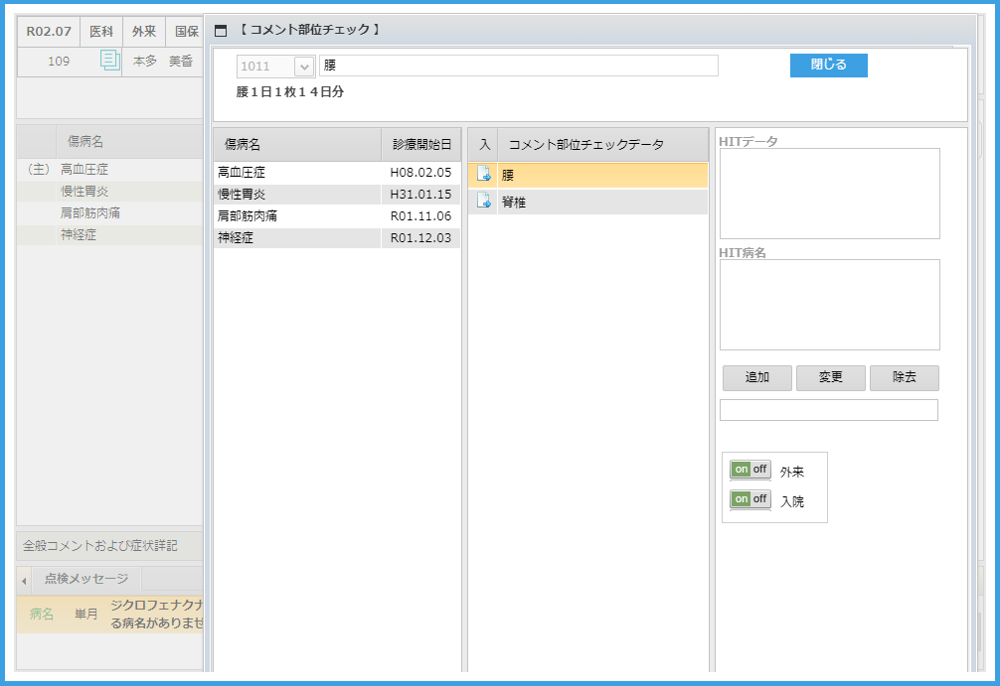 R02.07 医科 外来 国保
109 本多 美香
傷病名
（主） 高血圧症
慢性胃炎
肩部筋肉痛
神経症
全般コメントおよび症状詳記
点検メッセージ
病名 単月 ジクロフェナクナ
る病名がありませ
【 コメント部位チェック 】
1011 腰 閉じる
腰１日１枚１４日分
傷病名 診療開始日
高血圧症 H08.02.05
慢性胃炎 H31.01.15
肩部筋肉痛 R01.11.06
神経症 R01.12.03
入 コメント部位チェックデータ
腰
脊椎
HITデータ
HIT病名
追加 変更 除去
on off 外来
on off 入院